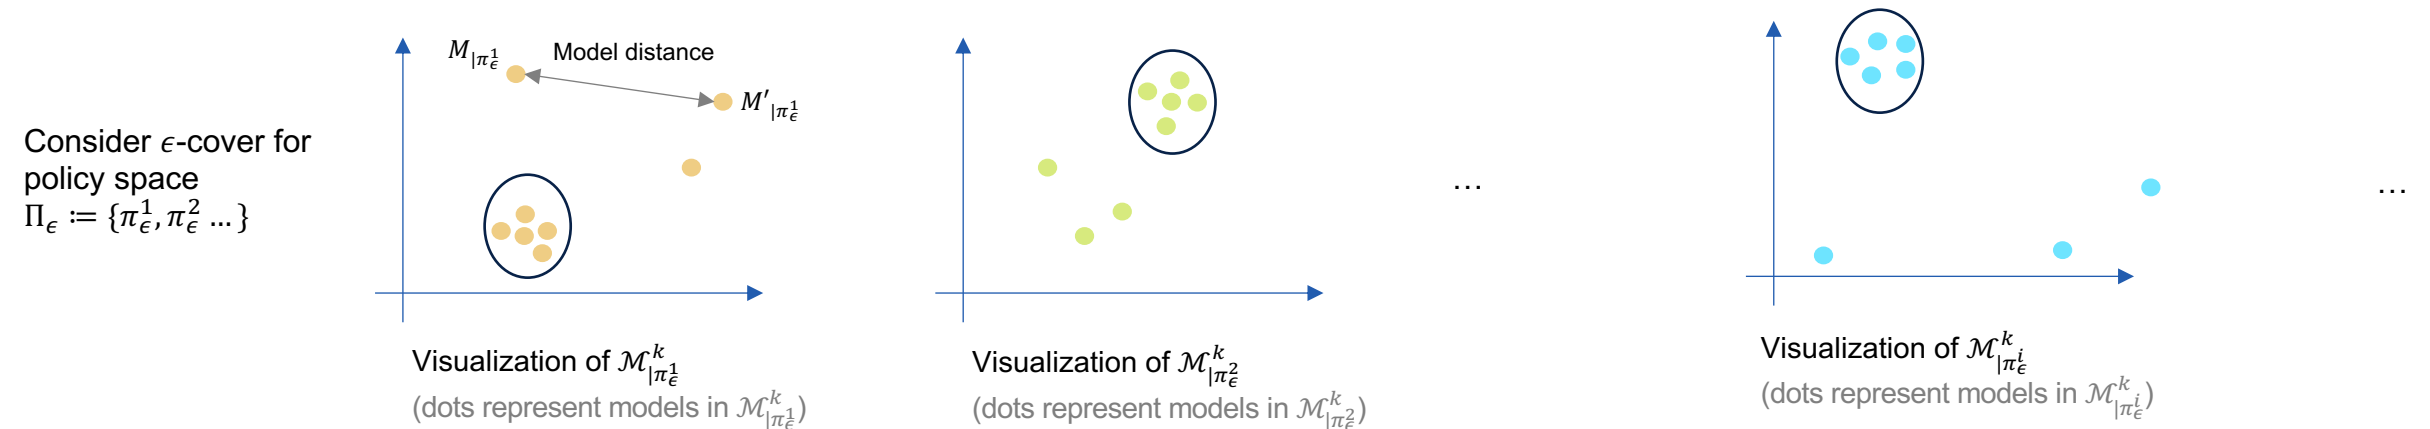 Consider ϵ-cover for
policy space
Π_ϵ := {π_ϵ^1, π_ϵ^2 ...}
M_{|π_ϵ^1}
Model distance
M'_{|π_ϵ^1}
Visualization of ℳ^k_{|π_ϵ^1}
(dots represent models in ℳ^k_{|π_ϵ^1})
Visualization of ℳ^k_{|π_ϵ^2}
(dots represent models in ℳ^k_{|π_ϵ^2})
...
Visualization of ℳ^k_{|π_ϵ^i}
(dots represent models in ℳ^k_{|π_ϵ^i})
...